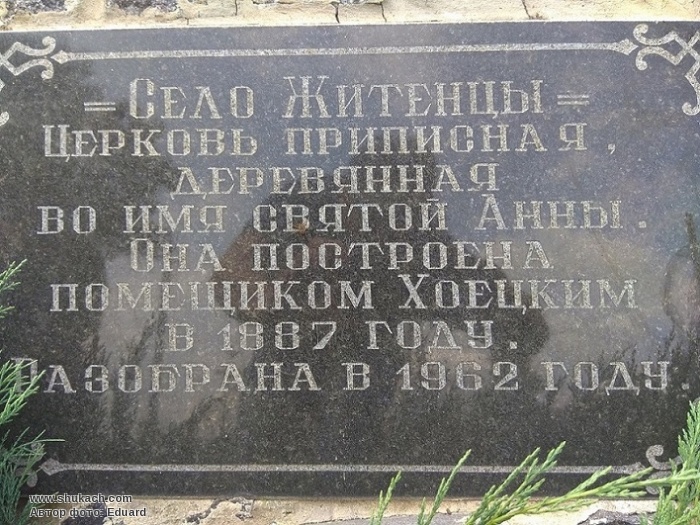 = Село Житенцы =
Церковь приписная,
деревянная
во имя святой Анны.
Она построена
помещиком Хоецким
в 1887 году.
Разобрана в 1962 году.
www.shukach.com
Автор фото: Eduard